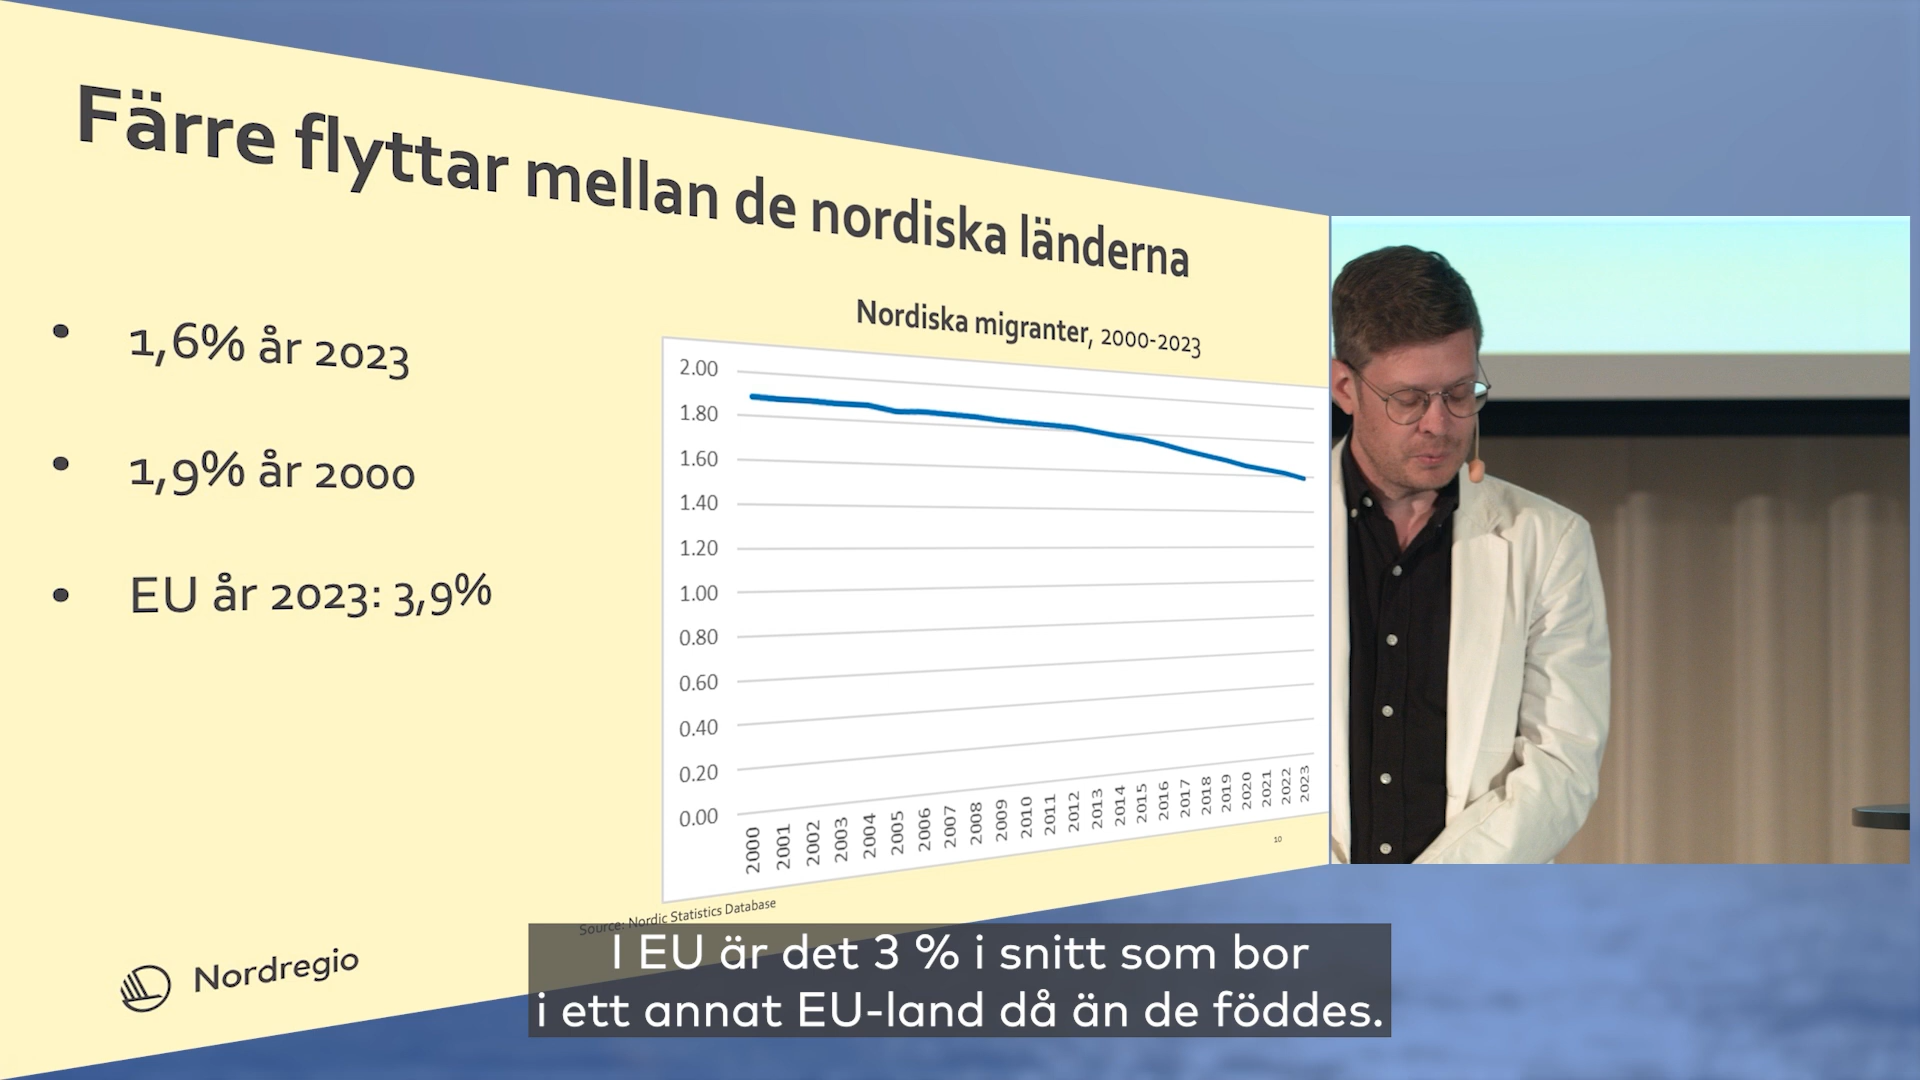 Färre flyttar mellan de nordiska länderna
• 1,6% år 2023
• 1,9% år 2000
• EU år 2023: 3,9%
Nordiska migranter, 2000-2023
2.00
1.80
1.60
1.40
1.20
1.00
0.80
0.60
0.40
0.20
0.00
2000 2001 2002 2003 2004 2005 2006 2007 2008 2009 2010 2011 2012 2013 2014 2015 2016 2017 2018 2019 2020 2021 2022 2023
10
Source: Nordic Statistics Database
Nordregio
I EU är det 3 % i snitt som bor
i ett annat EU-land då än de föddes.